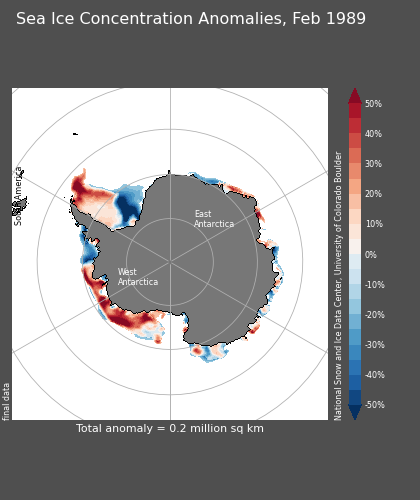 Sea Ice Concentration Anomalies, Feb 1989
South America
East
Antarctica
West
Antarctica
final data
National Snow and Ice Data Center, University of Colorado Boulder
50%
40%
30%
20%
10%
0%
-10%
-20%
-30%
-40%
-50%
Total anomaly = 0.2 million sq km